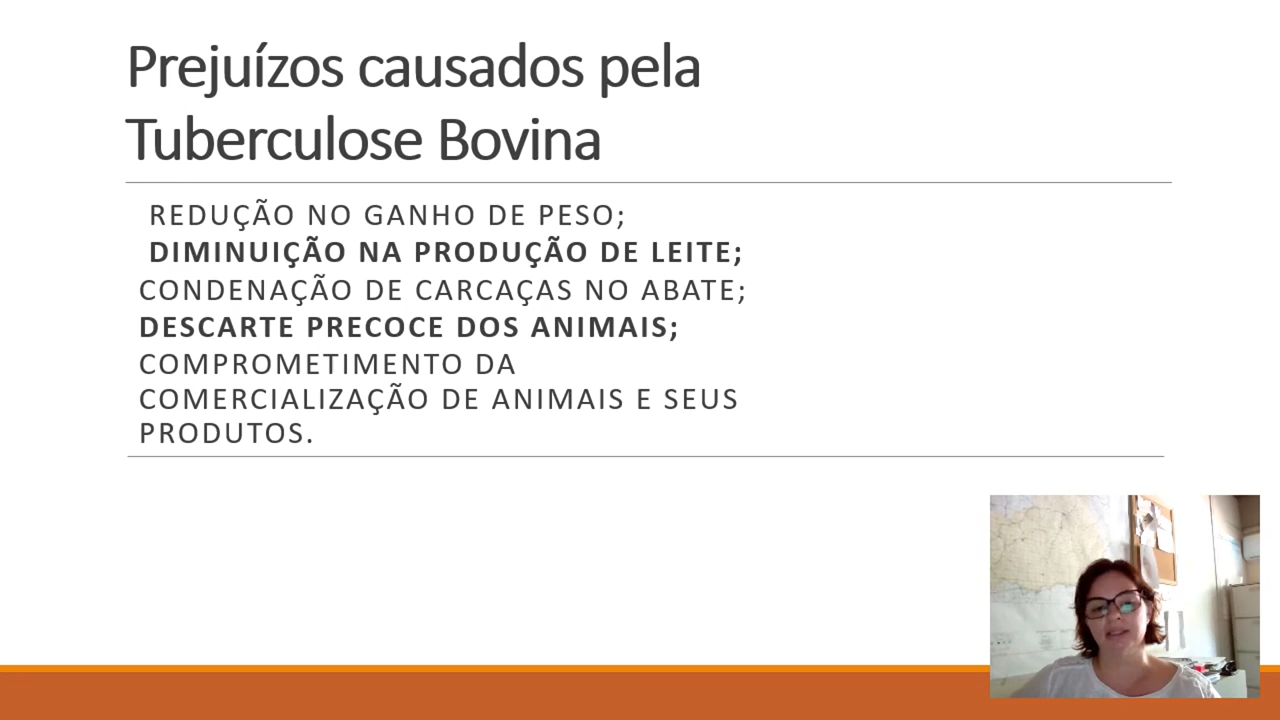 Prejuízos causados pela
Tuberculose Bovina
REDUÇÃO NO GANHO DE PESO;
DIMINUIÇÃO NA PRODUÇÃO DE LEITE;
CONDENAÇÃO DE CARCAÇAS NO ABATE;
DESCARTE PRECOCE DOS ANIMAIS;
COMPROMETIMENTO DA
COMERCIALIZAÇÃO DE ANIMAIS E SEUS
PRODUTOS.